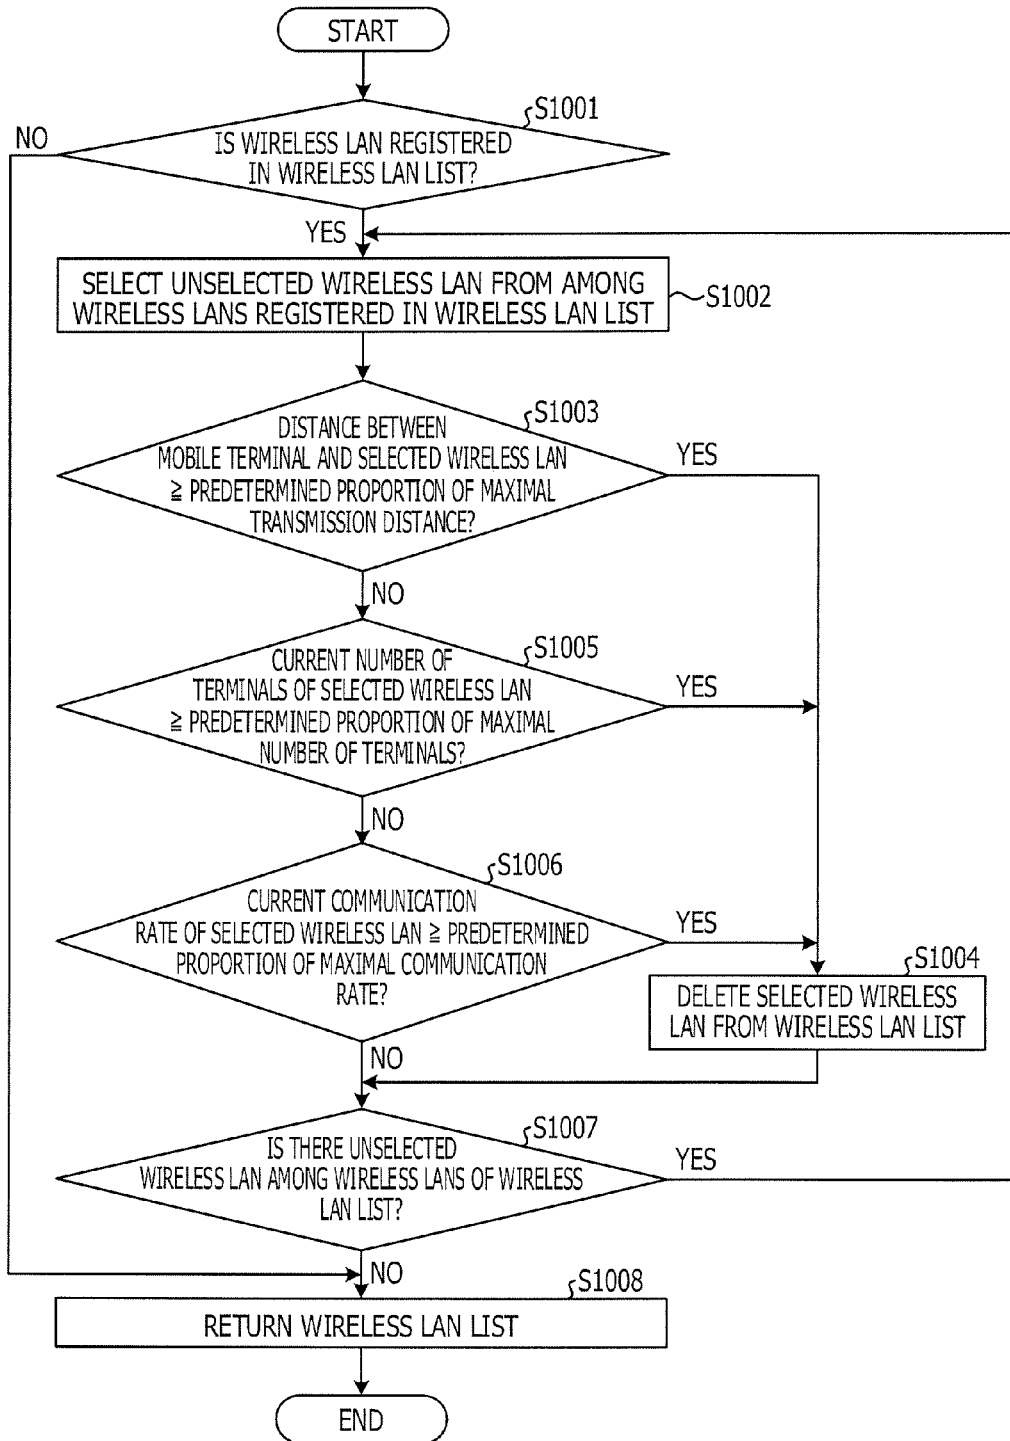 START
S1001
NO
IS WIRELESS LAN REGISTERED
IN WIRELESS LAN LIST?
YES
SELECT UNSELECTED WIRELESS LAN FROM AMONG
WIRELESS LANS REGISTERED IN WIRELESS LAN LIST
S1002
S1003
DISTANCE BETWEEN
MOBILE TERMINAL AND SELECTED WIRELESS LAN
≧ PREDETERMINED PROPORTION OF MAXIMAL
TRANSMISSION DISTANCE?
YES
NO
S1005
CURRENT NUMBER OF
TERMINALS OF SELECTED WIRELESS LAN
≧ PREDETERMINED PROPORTION OF MAXIMAL
NUMBER OF TERMINALS?
YES
NO
S1006
CURRENT COMMUNICATION
RATE OF SELECTED WIRELESS LAN ≧ PREDETERMINED
PROPORTION OF MAXIMAL COMMUNICATION
RATE?
YES
S1004
DELETE SELECTED WIRELESS
LAN FROM WIRELESS LAN LIST
NO
S1007
IS THERE UNSELECTED
WIRELESS LAN AMONG WIRELESS LANS OF WIRELESS
LAN LIST?
YES
NO
S1008
RETURN WIRELESS LAN LIST
END